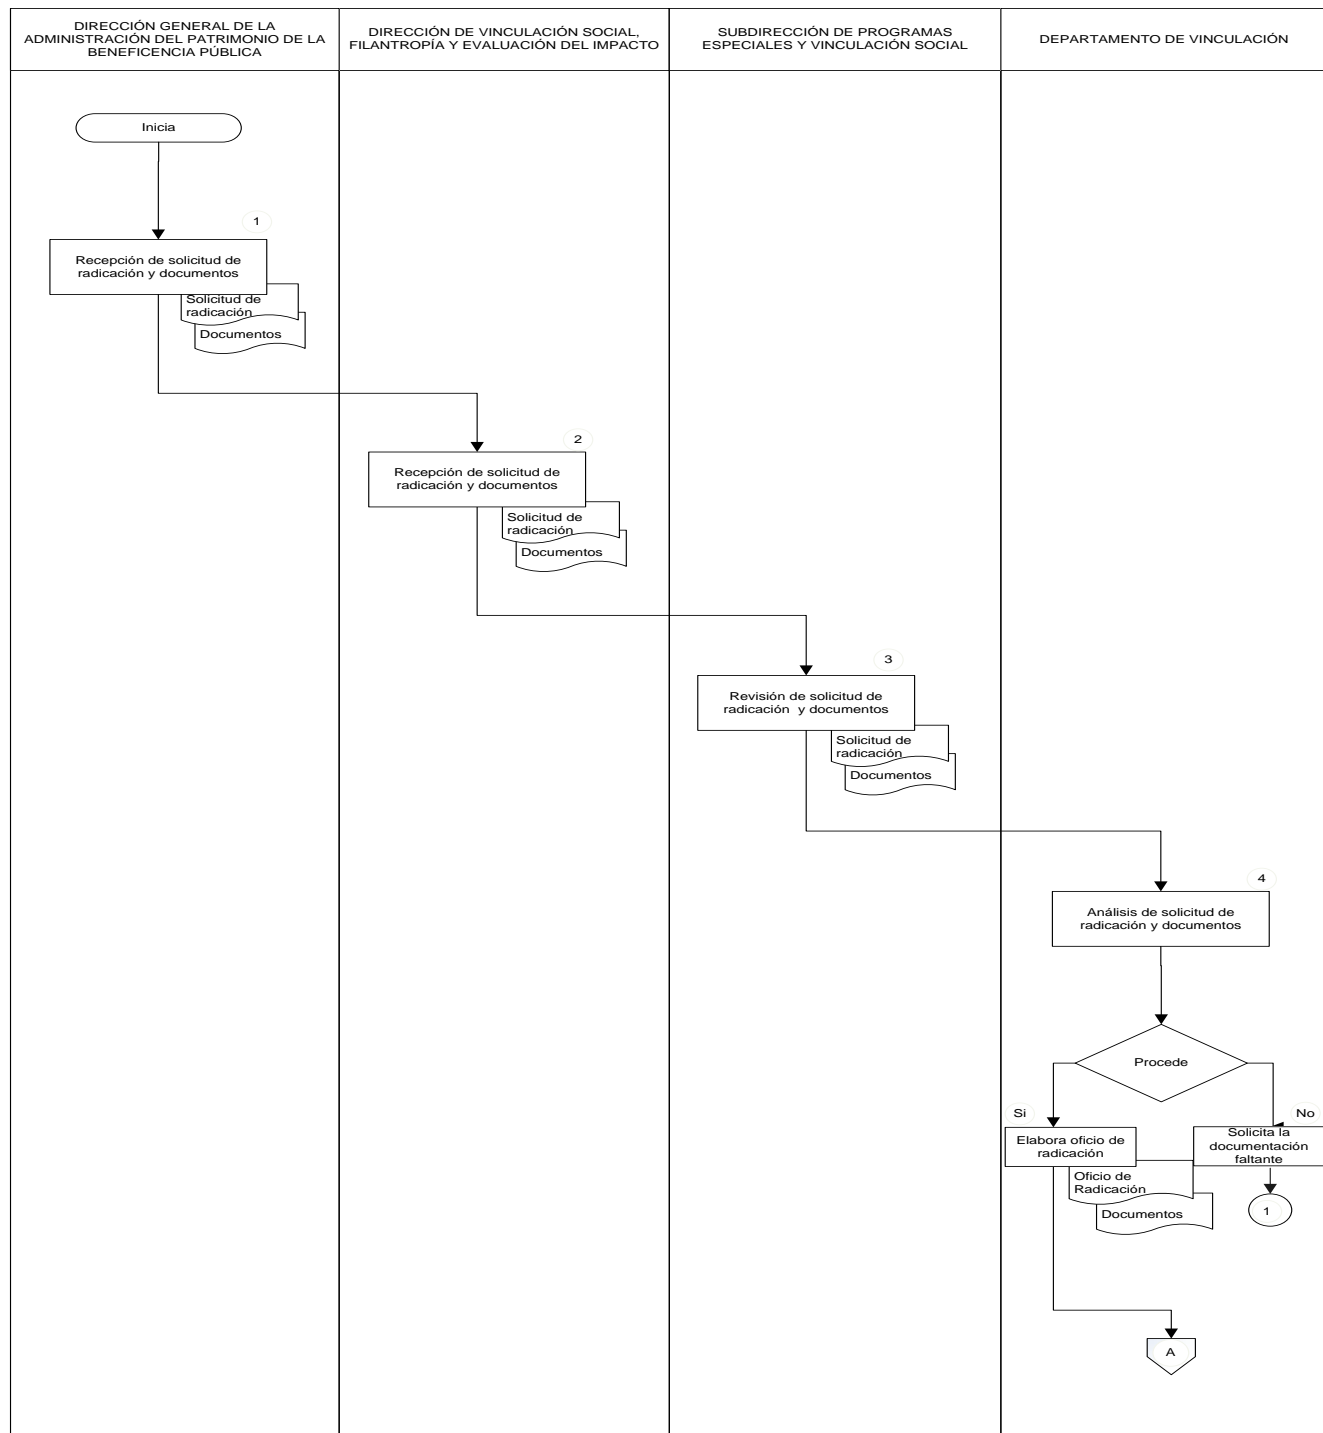 DIRECCIÓN GENERAL DE LA
ADMINISTRACIÓN DEL PATRIMONIO DE LA
BENEFICENCIA PÚBLICA
DIRECCIÓN DE VINCULACIÓN SOCIAL,
FILANTROPÍA Y EVALUACIÓN DEL IMPACTO
SUBDIRECCIÓN DE PROGRAMAS
ESPECIALES Y VINCULACIÓN SOCIAL
DEPARTAMENTO DE VINCULACIÓN
Inicia
1
Recepción de solicitud de
radicación y documentos
Solicitud de
radicación
Documentos
2
Recepción de solicitud de
radicación y documentos
Solicitud de
radicación
Documentos
3
Revisión de solicitud de
radicación y documentos
Solicitud de
radicación
Documentos
4
Análisis de solicitud de
radicación y documentos
Procede
Si
No
Elabora oficio de
radicación
Solicita la
documentación
faltante
Oficio de
Radicación
Documentos
1
A